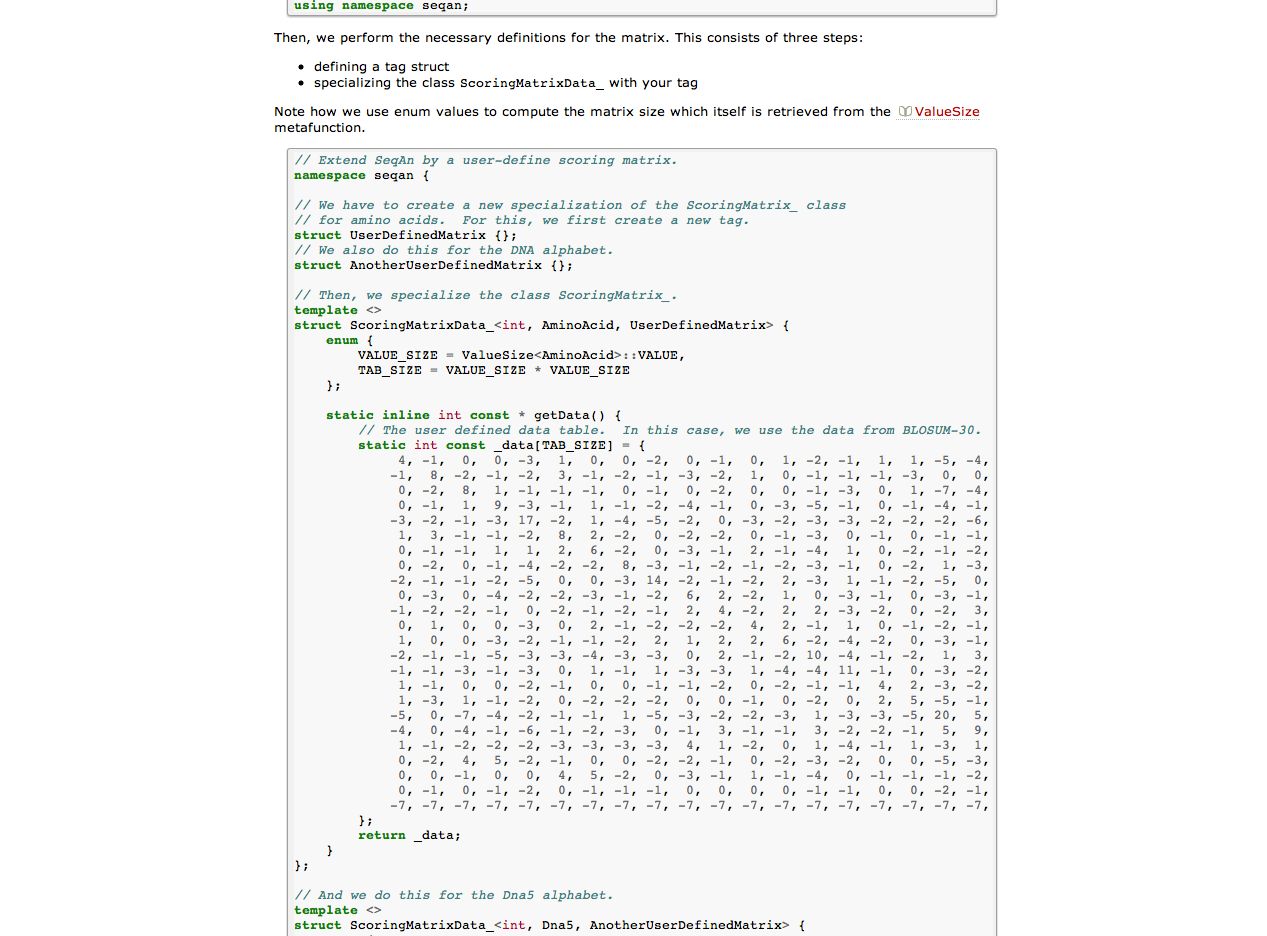 using namespace seqan;
Then, we perform the necessary definitions for the matrix. This consists of three steps:
• defining a tag struct
• specializing the class ScoringMatrixData_ with your tag
Note how we use enum values to compute the matrix size which itself is retrieved from the ValueSize
metafunction.
// Extend SeqAn by a user-define scoring matrix.
namespace seqan {
// We have to create a new specialization of the ScoringMatrix_ class
// for amino acids.  For this, we first create a new tag.
struct UserDefinedMatrix {};
// We also do this for the DNA alphabet.
struct AnotherUserDefinedMatrix {};
// Then, we specialize the class ScoringMatrix_.
template <>
struct ScoringMatrixData_<int, AminoAcid, UserDefinedMatrix> {
enum {
VALUE_SIZE = ValueSize<AminoAcid>::VALUE,
TAB_SIZE = VALUE_SIZE * VALUE_SIZE
};
static inline int const * getData() {
// The user defined data table.  In this case, we use the data from BLOSUM-30.
static int const _data[TAB_SIZE] = {
4, -1, 0, 0, -3, 1, 0, 0, -2, 0, -1, 0, 1, -2, -1, 1, 1, -5, -4,
-1, 8, -2, -1, -2, 3, -1, -2, -1, -3, -2, 1, 0, -1, -1, -1, -3, 0, 0,
0, -2, 8, 1, -1, -1, -1, 0, -1, 0, -2, 0, 0, -1, -3, 0, 1, -7, -4,
0, -1, 1, 9, -3, -1, 1, -1, -2, -4, -1, 0, -3, -5, -1, 0, -1, -4, -1,
-3, -2, -1, -3, 17, -2, 1, -4, -5, -2, 0, -3, -2, -3, -3, -2, -2, -2, -6,
1, 3, -1, -1, -2, 8, 2, -2, 0, -2, -2, 0, -1, -3, 0, -1, 0, -1, -1,
0, -1, -1, 1, 1, 2, 6, -2, 0, -3, -1, 2, -1, -4, 1, 0, -2, -1, -2,
0, -2, 0, -1, -4, -2, -2, 8, -3, -1, -2, -1, -2, -3, -1, 0, -2, 1, -3,
-2, -1, -1, -2, -5, 0, 0, -3, 14, -2, -1, -2, 2, -3, 1, -1, -2, -5, 0,
0, -3, 0, -4, -2, -2, -3, -1, -2, 6, 2, -2, 1, 0, -3, -1, 0, -3, -1,
-1, -2, -2, -1, 0, -2, -1, -2, -1, 2, 4, -2, 2, 2, -3, -2, 0, -2, 3,
0, 1, 0, 0, -3, 0, 2, -1, -2, -2, -2, 4, 2, -1, 1, 0, -1, -2, -1,
1, 0, 0, -3, -2, -1, -1, -2, 2, 1, 2, 2, 6, -2, -4, -2, 0, -3, -1,
-2, -1, -1, -5, -3, -3, -4, -3, -3, 0, 2, -1, -2, 10, -4, -1, -2, 1, 3,
-1, -1, -3, -1, -3, 0, 1, -1, 1, -3, -3, 1, -4, -4, 11, -1, 0, -3, -2,
1, -1, 0, 0, -2, -1, 0, 0, -1, -1, -2, 0, -2, -1, -1, 4, 2, -3, -2,
1, -3, 1, -1, -2, 0, -2, -2, -2, 0, 0, -1, 0, -2, 0, 2, 5, -5, -1,
-5, 0, -7, -4, -2, -1, -1, 1, -5, -3, -2, -2, -3, 1, -3, -3, -5, 20, 5,
-4, 0, -4, -1, -6, -1, -2, -3, 0, -1, 3, -1, -1, 3, -2, -2, -1, 5, 9,
1, -1, -2, -2, -2, -3, -3, -3, -3, 4, 1, -2, 0, 1, -4, -1, 1, -3, 1,
0, -2, 4, 5, -2, -1, 0, 0, -2, -2, -1, 0, -2, -3, -2, 0, 0, -5, -3,
0, 0, -1, 0, 0, 4, 5, -2, 0, -3, -1, 1, -1, -4, 0, -1, -1, -1, -2,
0, -1, 0, -1, -2, 0, -1, -1, -1, 0, 0, 0, 0, -1, -1, 0, 0, -2, -1,
-7, -7, -7, -7, -7, -7, -7, -7, -7, -7, -7, -7, -7, -7, -7, -7, -7, -7, -7,
};
return _data;
}
};
// And we do this for the Dna5 alphabet.
template <>
struct ScoringMatrixData_<int, Dna5, AnotherUserDefinedMatrix> {